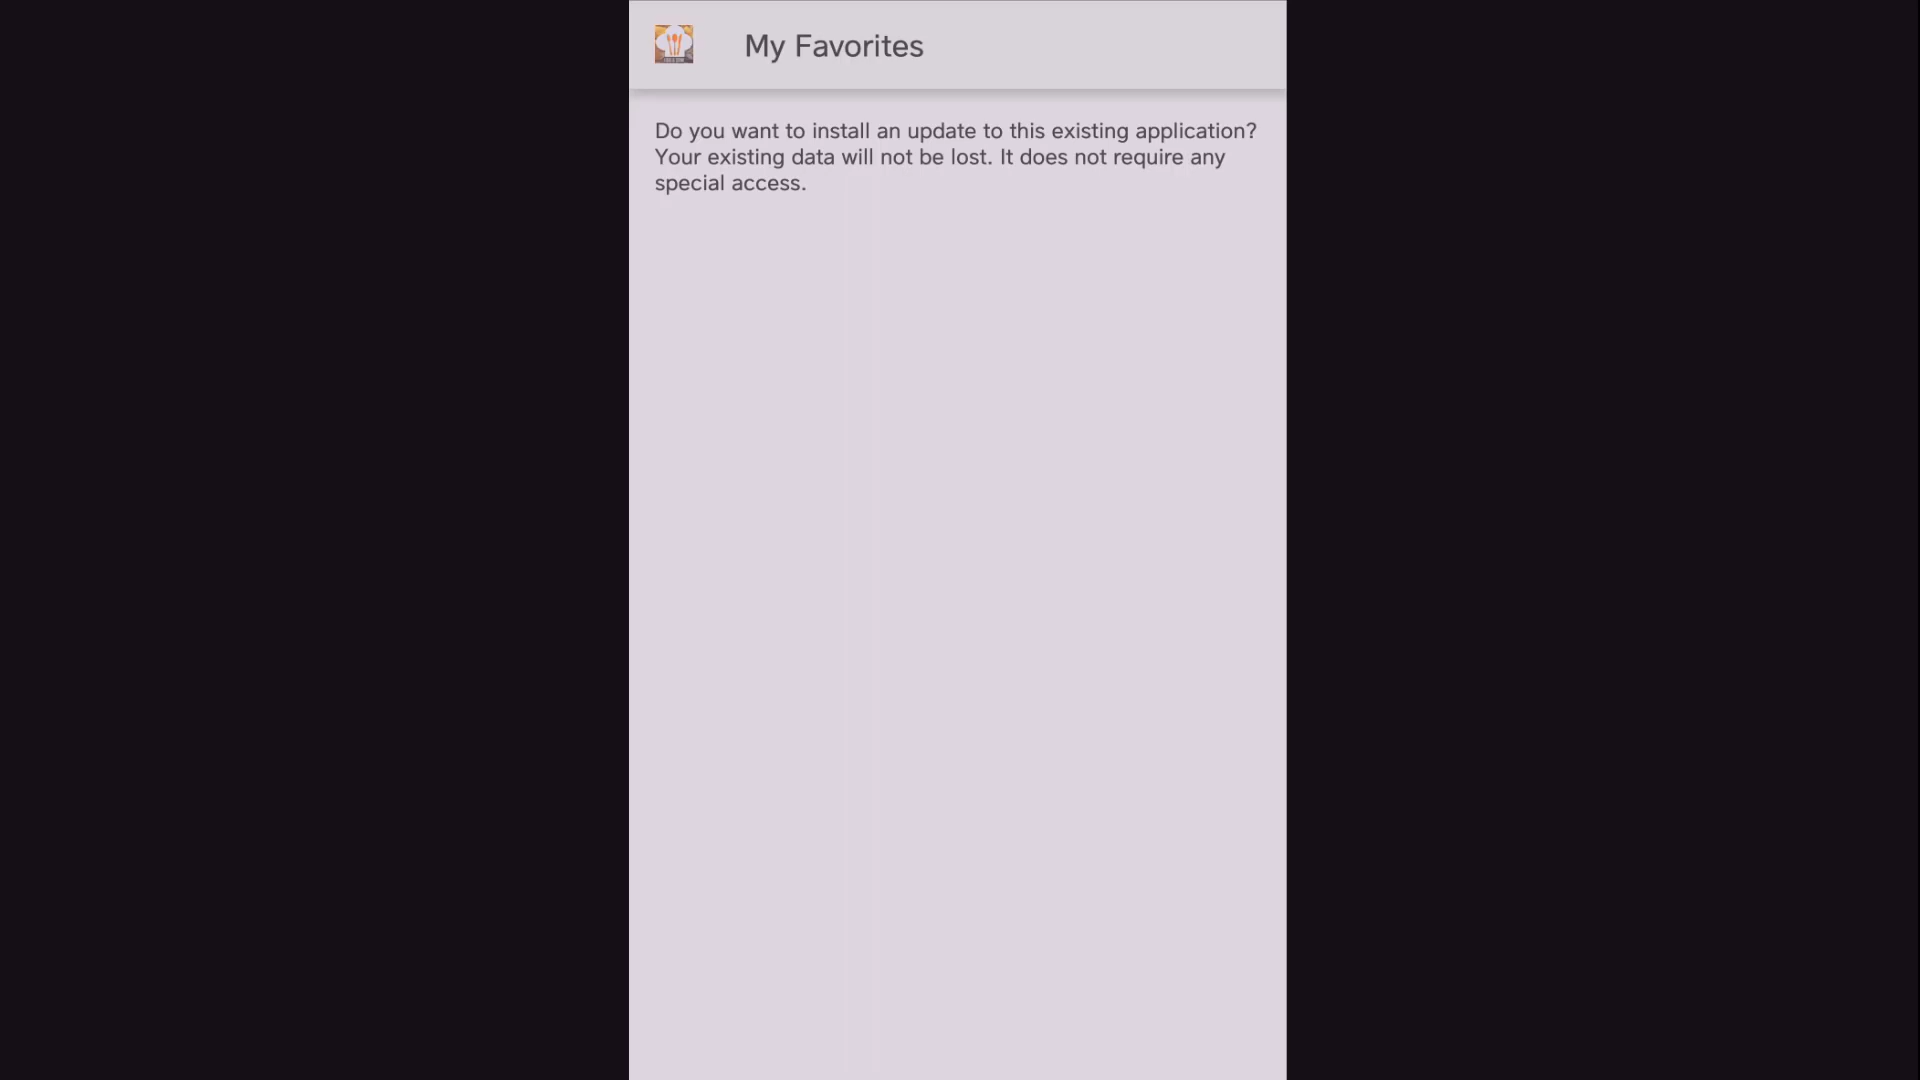 My Favorites
Do you want to install an update to this existing application?
Your existing data will not be lost. It does not require any
special access.